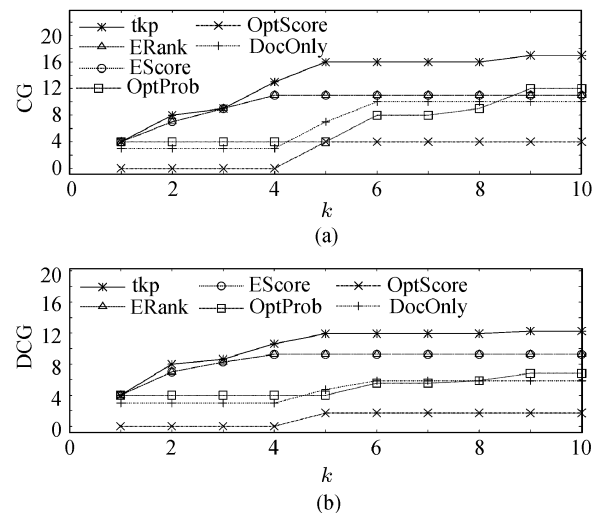 CG
20
16
12
8
4
0
tkp
OptScore
ERank
DocOnly
EScore
OptProb
0 2 4 6 8 10
k
(a)
DCG
20
16
12
8
4
0
tkp EScore OptScore
ERank OptProb DocOnly
0 2 4 6 8 10
k
(b)